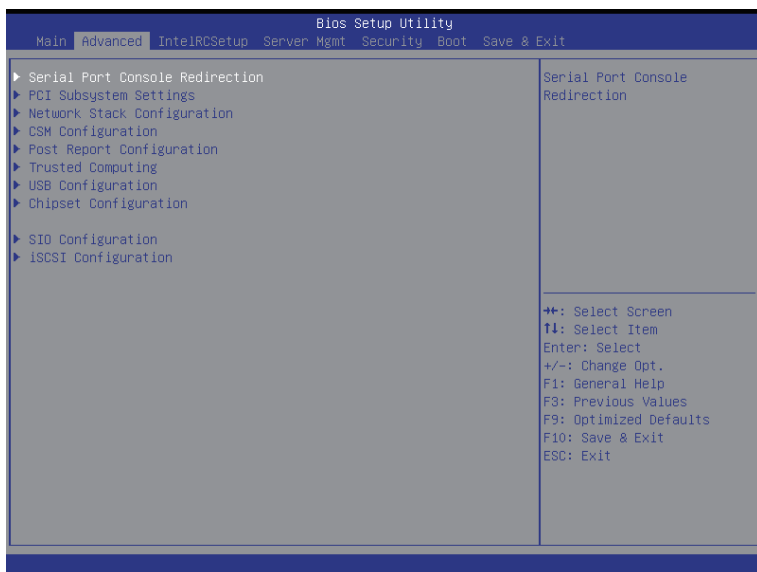 Bios Setup Utility
Main Advanced IntelRCSetup Server Mgmt Security Boot Save & Exit
Serial Port Console Redirection
PCI Subsystem Settings
Network Stack Configuration
CSM Configuration
Post Report Configuration
Trusted Computing
USB Configuration
Chipset Configuration
SIO Configuration
iSCSI Configuration
Serial Port Console
Redirection
→←: Select Screen
↑↓: Select Item
Enter: Select
+/-: Change Opt.
F1: General Help
F3: Previous Values
F9: Optimized Defaults
F10: Save & Exit
ESC: Exit